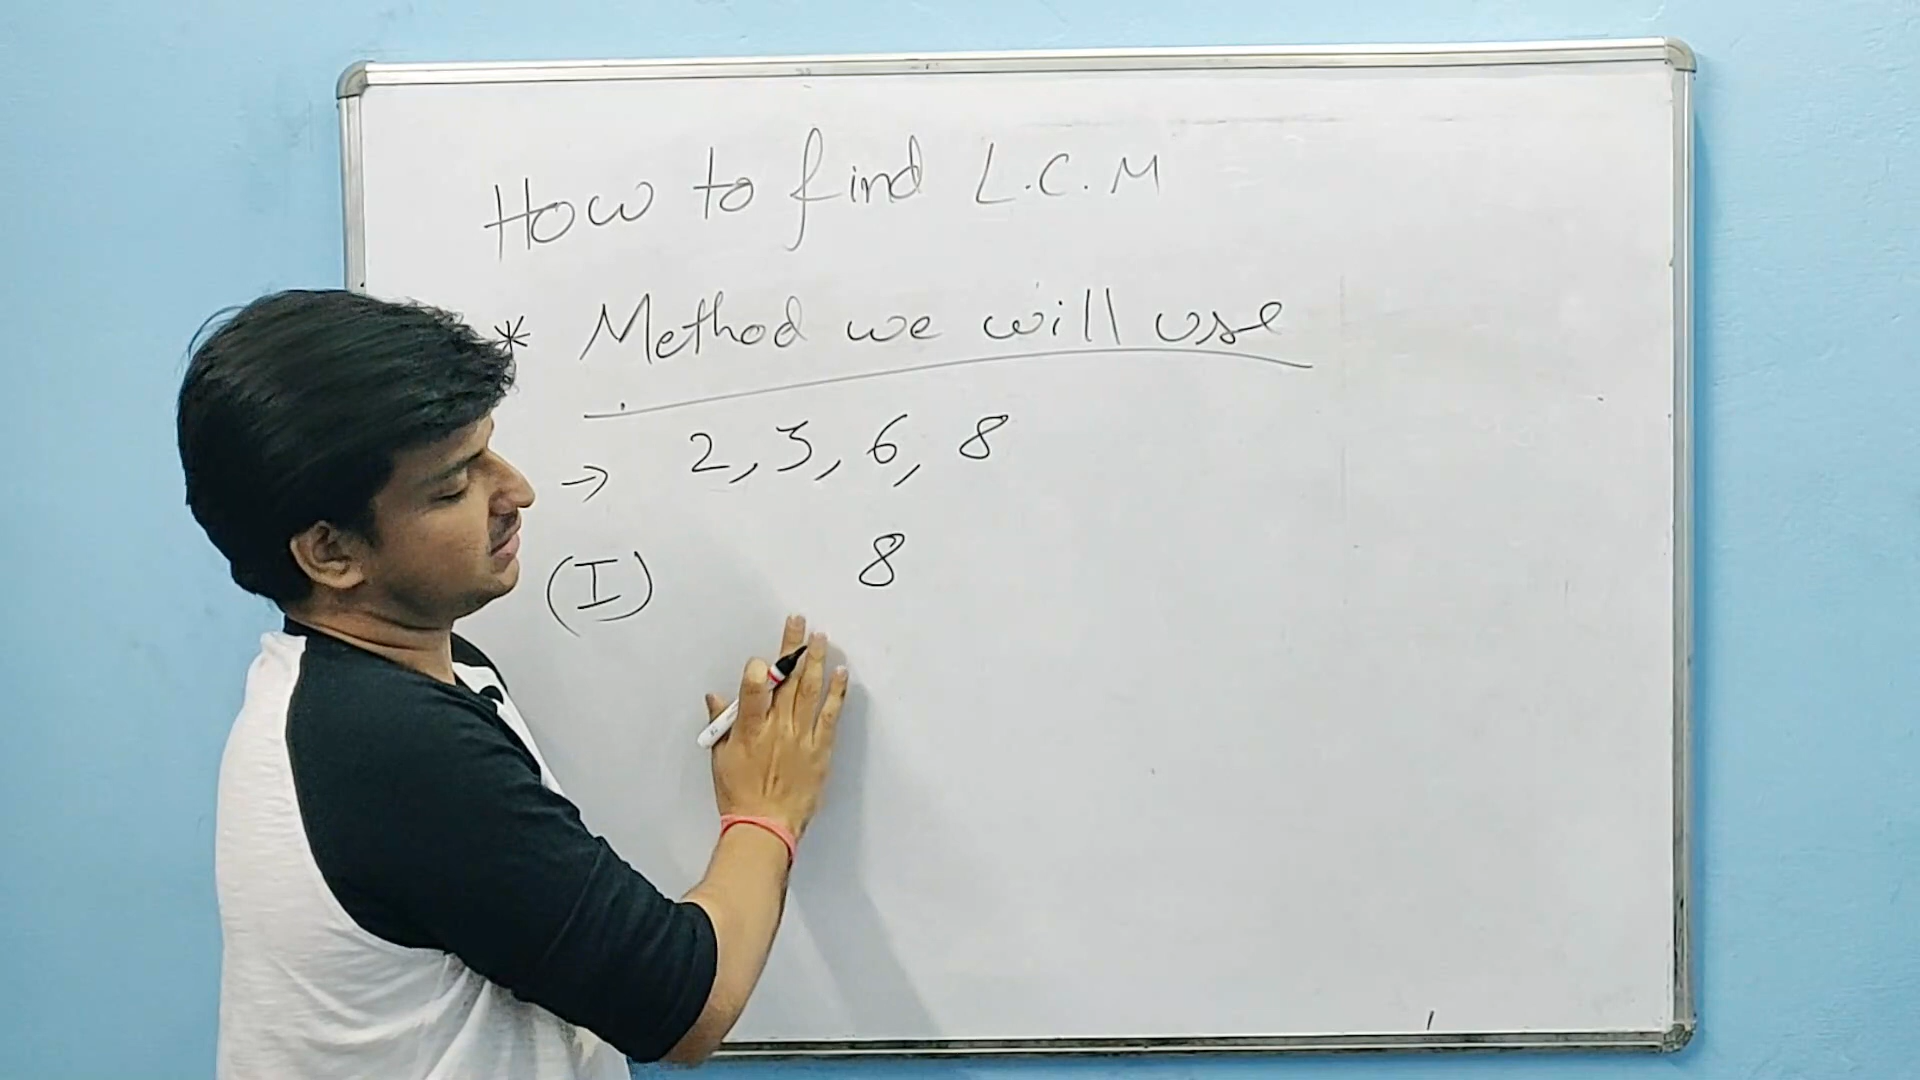 How to find L.C.M
* Method we will use
→ 2, 3, 6, 8
(I) 8